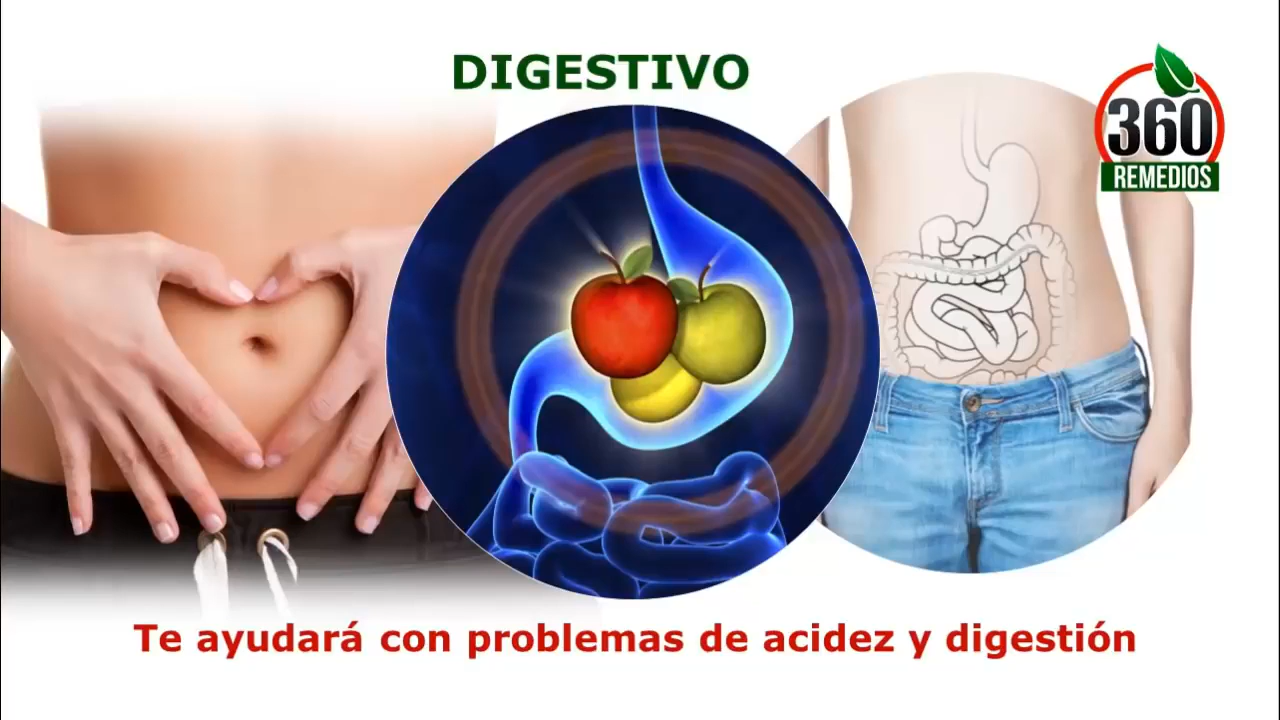 DIGESTIVO
360
REMEDIOS
Te ayudará con problemas de acidez y digestión